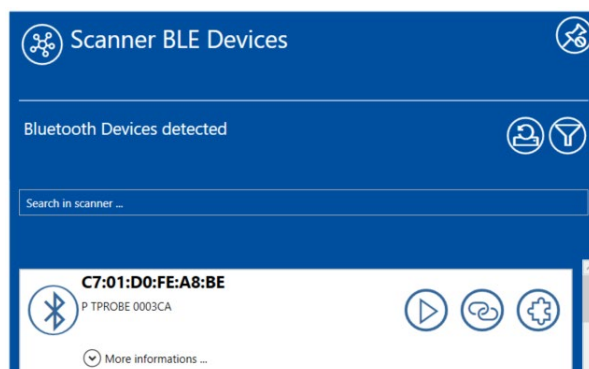 Scanner BLE Devices
Bluetooth Devices detected
Search in scanner ...
C7:01:D0:FE:A8:BE
P TPROBE 0003CA
More informations ...